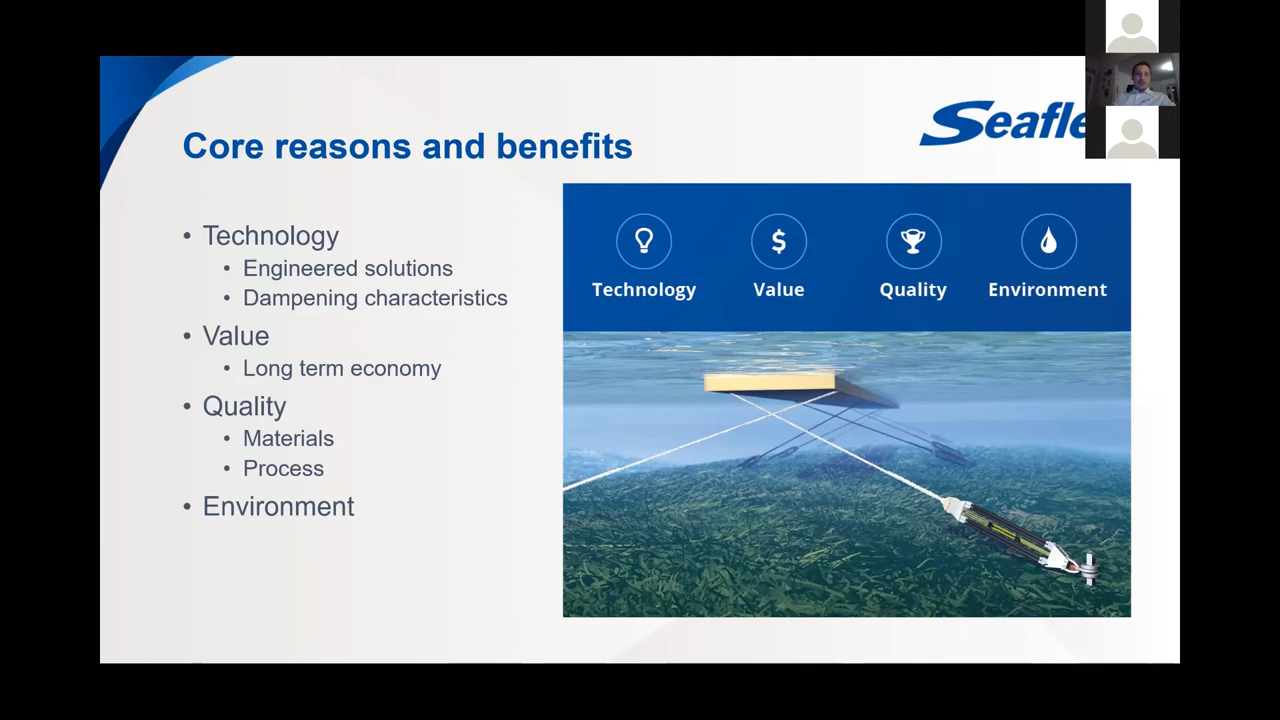 Seafle
Core reasons and benefits
• Technology
• Engineered solutions
• Dampening characteristics
• Value
• Long term economy
• Quality
• Materials
• Process
• Environment
$
Technology
Value
Quality
Environment